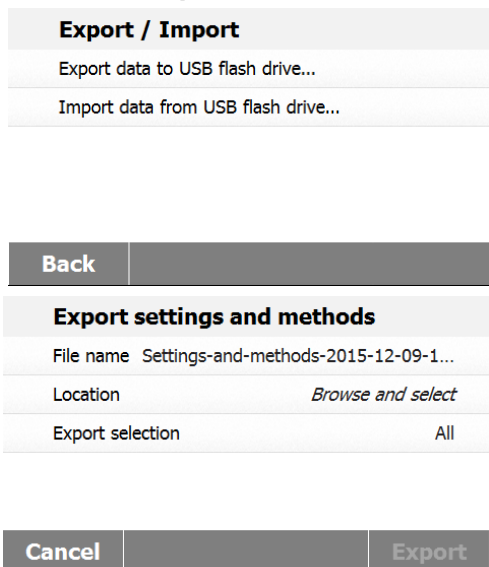 Export / Import
Export data to USB flash drive...
Import data from USB flash drive...
Back
Export settings and methods
File name Settings-and-methods-2015-12-09-1...
Location Browse and select
Export selection All
Cancel Export